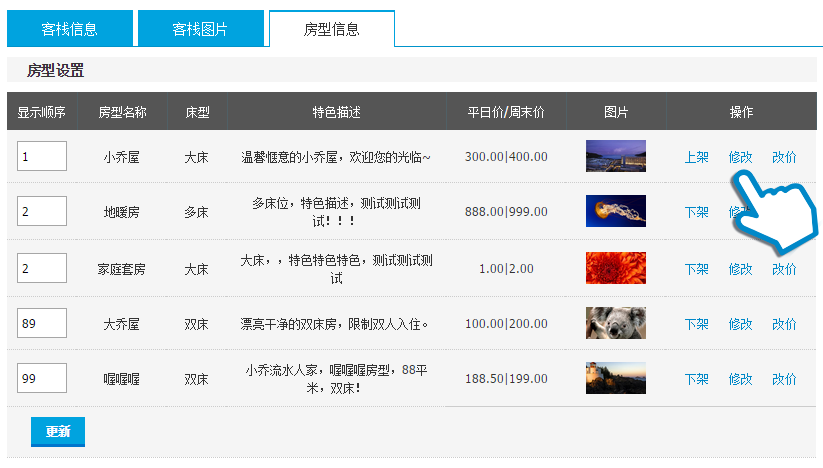 客栈信息 客栈图片 房型信息
房型设置
显示顺序 房型名称 床型 特色描述 平日价/周末价 图片 操作
1 小乔屋 大床 温馨惬意的小乔屋，欢迎您的光临~ 300.00|400.00 上架 修改 改价
2 地暖房 多床 多床位，特色描述，测试测试测 888.00|999.00 下架 修
试！！！
2 家庭套房 大床 大床，，特色特色特色，测试测试测 1.00|2.00 下架 修改 改价
试
89 大乔屋 双床 漂亮干净的双床房，限制双人入住。 100.00|200.00 下架 修改 改价
99 喔喔喔 双床 小乔流水人家，喔喔喔房型，88平 188.50|199.00 下架 修改 改价
米，双床！
更新